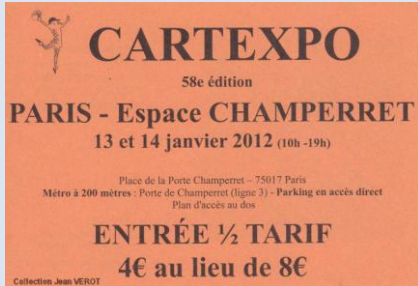 CARTEXPO
58e édition
PARIS - Espace CHAMPERRET
13 et 14 janvier 2012 (10h -19h)
Place de la Porte Champerret – 75017 Paris
Métro à 200 mètres : Porte de Champerret (ligne 3) - Parking en accès direct
Plan d'accès au dos
ENTRÉE ½ TARIF
4€ au lieu de 8€
Collection Jean VEROT